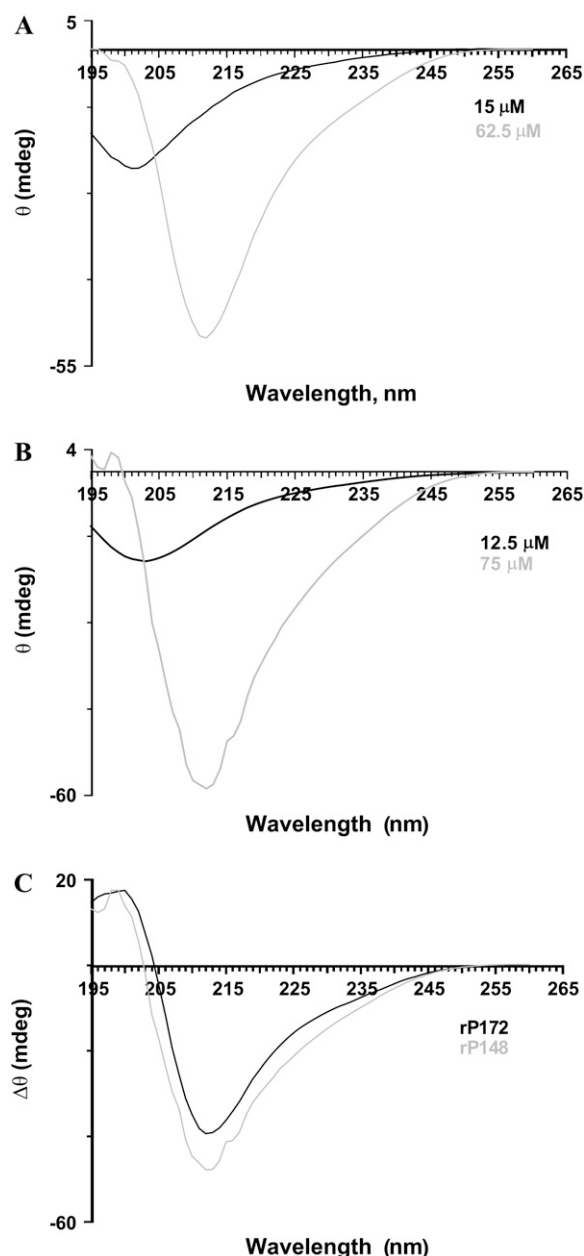 A
5
195 205 215 225 235 245 255 265
15 μM
62.5 μM
θ (mdeg)
-55
Wavelength, nm
B
4
195 205 215 225 235 245 255 265
12.5 μM
75 μM
θ (mdeg)
-60
Wavelength (nm)
C
20
195 205 215 225 235 245 255 265
rP172
rP148
Δθ (mdeg)
-60
Wavelength (nm)